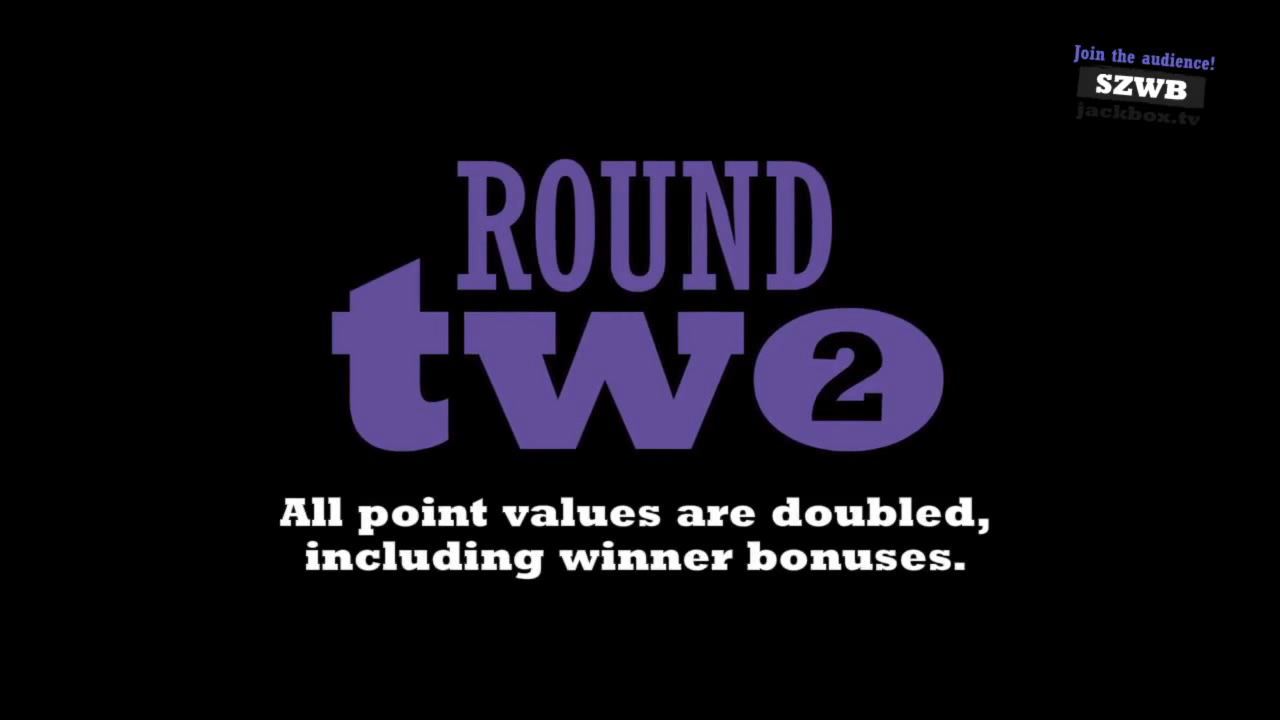 Join the audience!
SZWB
jackbox.tv
ROUND
two
2
All point values are doubled,
including winner bonuses.